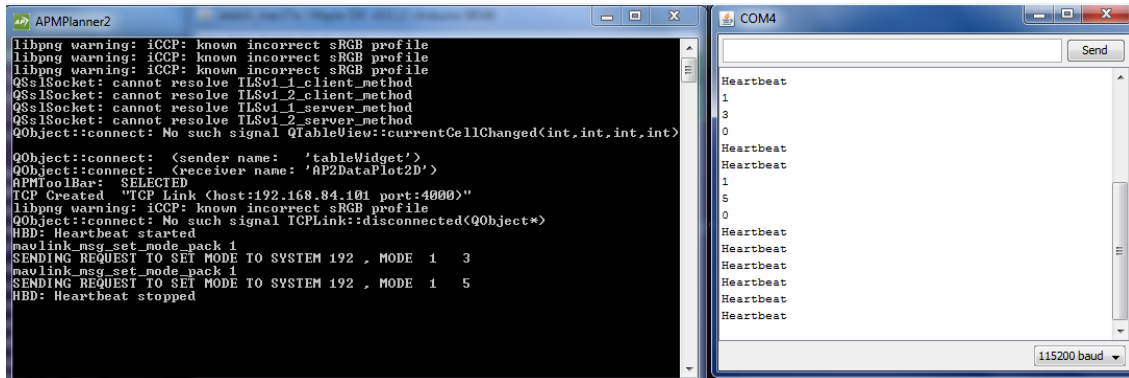 APMPlanner2
libpng warning: iCCP: known incorrect sRGB profile
libpng warning: iCCP: known incorrect sRGB profile
libpng warning: iCCP: known incorrect sRGB profile
QSslSocket: cannot resolve TLSv1_1_client_method
QSslSocket: cannot resolve TLSv1_2_client_method
QSslSocket: cannot resolve TLSv1_1_server_method
QSslSocket: cannot resolve TLSv1_2_server_method
QObject::connect: No such signal QTableView::currentCellChanged(int,int,int,int)
QObject::connect:  (sender name:   'tableWidget')
QObject::connect:  (receiver name: 'AP2DataPlot2D')
APMToolBar:  SELECTED
TCP Created  "TCP Link (host:192.168.84.101 port:4000)"
libpng warning: iCCP: known incorrect sRGB profile
QObject::connect: No such signal TCPLink::disconnected(QObject*)
HBD: Heartbeat started
mavlink_msg_set_mode_pack 1
SENDING REQUEST TO SET MODE TO SYSTEM 192 , MODE  1   3
mavlink_msg_set_mode_pack 1
SENDING REQUEST TO SET MODE TO SYSTEM 192 , MODE  1   5
HBD: Heartbeat stopped
COM4
Send
Heartbeat
1
3
0
Heartbeat
Heartbeat
1
5
0
Heartbeat
Heartbeat
Heartbeat
Heartbeat
Heartbeat
Heartbeat
115200 baud